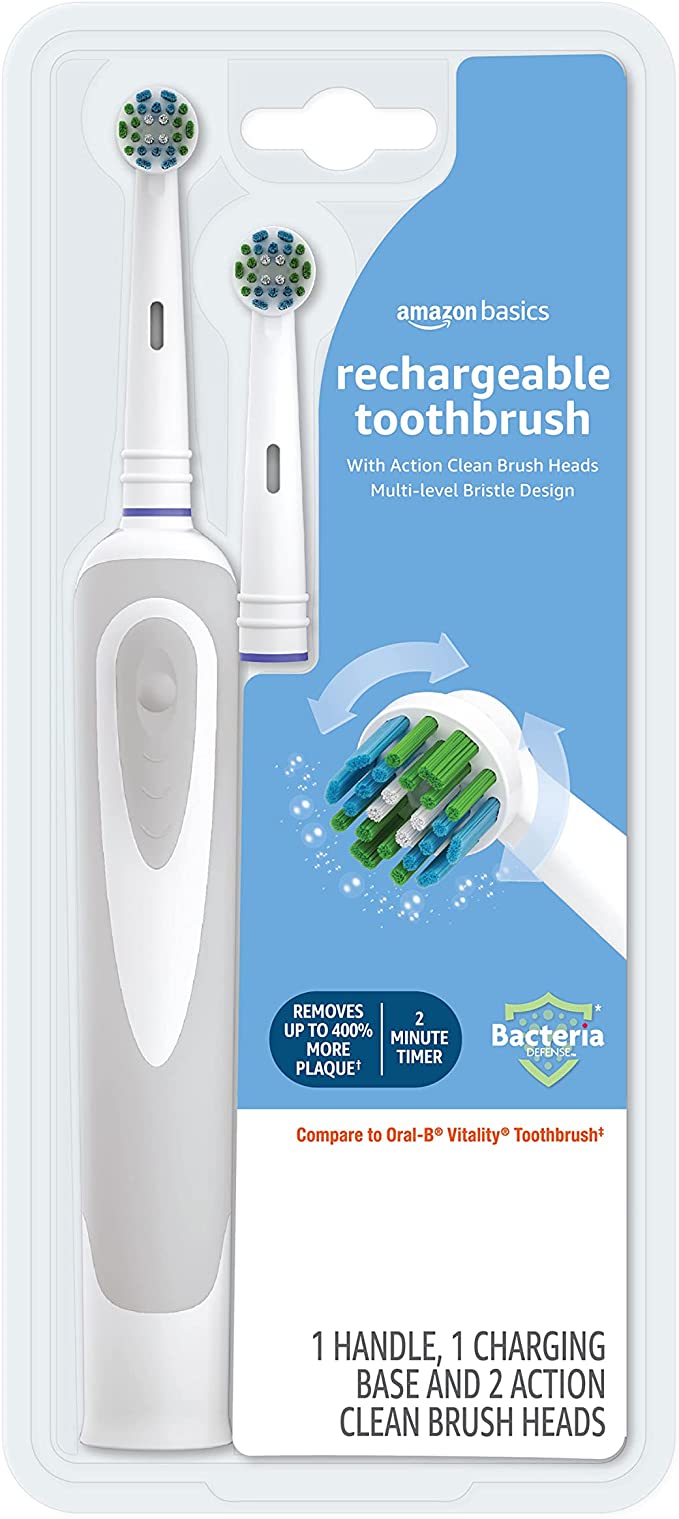 amazon basics
rechargeable
toothbrush
With Action Clean Brush Heads
Multi-level Bristle Design
REMOVES
UP TO 400%
MORE
PLAQUE†
2
MINUTE
TIMER
Bacteria*
DEFENSE™
Compare to Oral-B® Vitality® Toothbrush‡
1 HANDLE, 1 CHARGING
BASE AND 2 ACTION
CLEAN BRUSH HEADS